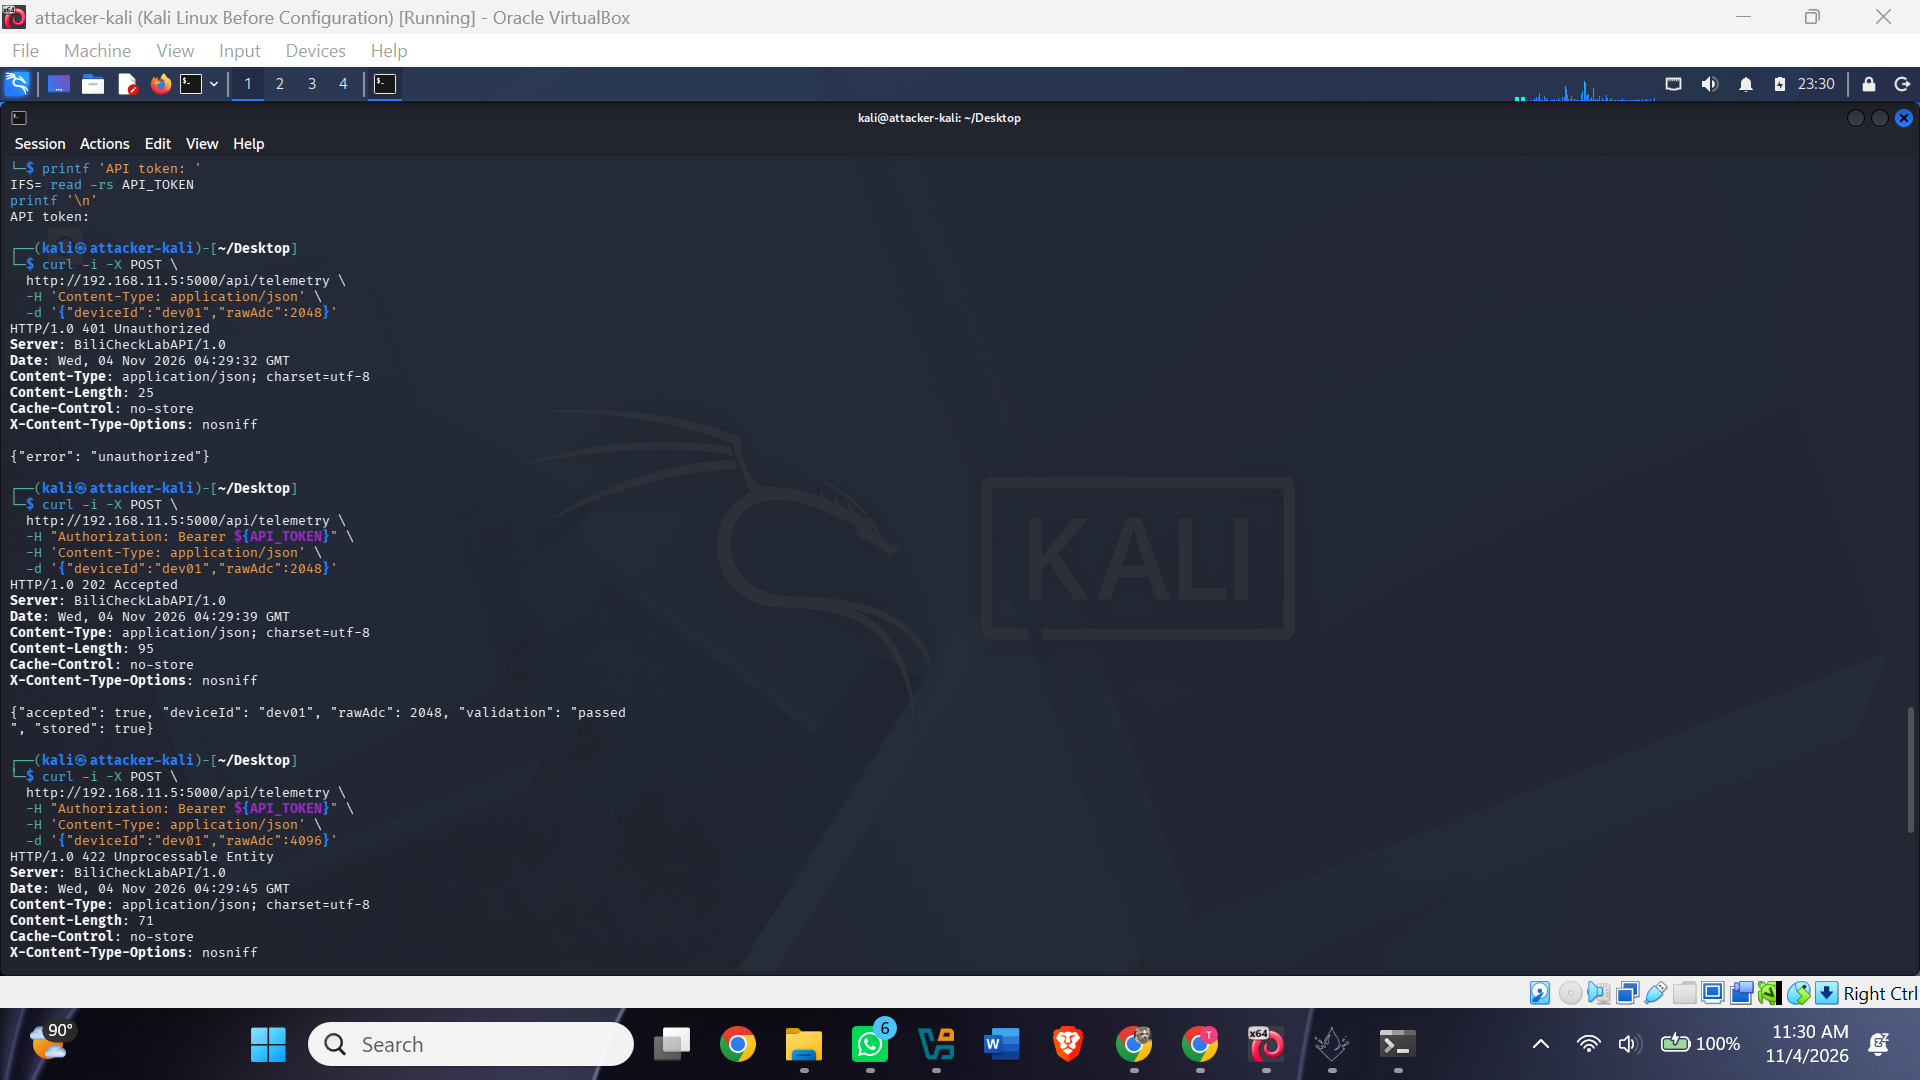 attacker-kali (Kali Linux Before Configuration) [Running] - Oracle VirtualBox
File Machine View Input Devices Help
1 2 3 4 23:30
kali@attacker-kali: ~/Desktop
Session Actions Edit View Help
└─$ printf 'API token: '
IFS= read -rs API_TOKEN
printf '\n'
API token:
┌──(kali㉿attacker-kali)-[~/Desktop]
└─$ curl -i -X POST \
http://192.168.11.5:5000/api/telemetry \
-H 'Content-Type: application/json' \
-d '{"deviceId":"dev01","rawAdc":2048}'
HTTP/1.0 401 Unauthorized
Server: BiliCheckLabAPI/1.0
Date: Wed, 04 Nov 2026 04:29:32 GMT
Content-Type: application/json; charset=utf-8
Content-Length: 25
Cache-Control: no-store
X-Content-Type-Options: nosniff
{"error": "unauthorized"}
┌──(kali㉿attacker-kali)-[~/Desktop]
└─$ curl -i -X POST \
http://192.168.11.5:5000/api/telemetry \
-H "Authorization: Bearer ${API_TOKEN}" \
-H 'Content-Type: application/json' \
-d '{"deviceId":"dev01","rawAdc":2048}'
HTTP/1.0 202 Accepted
Server: BiliCheckLabAPI/1.0
Date: Wed, 04 Nov 2026 04:29:39 GMT
Content-Type: application/json; charset=utf-8
Content-Length: 95
Cache-Control: no-store
X-Content-Type-Options: nosniff
{"accepted": true, "deviceId": "dev01", "rawAdc": 2048, "validation": "passed
", "stored": true}
┌──(kali㉿attacker-kali)-[~/Desktop]
└─$ curl -i -X POST \
http://192.168.11.5:5000/api/telemetry \
-H "Authorization: Bearer ${API_TOKEN}" \
-H 'Content-Type: application/json' \
-d '{"deviceId":"dev01","rawAdc":4096}'
HTTP/1.0 422 Unprocessable Entity
Server: BiliCheckLabAPI/1.0
Date: Wed, 04 Nov 2026 04:29:45 GMT
Content-Type: application/json; charset=utf-8
Content-Length: 71
Cache-Control: no-store
X-Content-Type-Options: nosniff
KALI
Right Ctrl
90°
Search
6
x64
100%
11:30 AM
11/4/2026